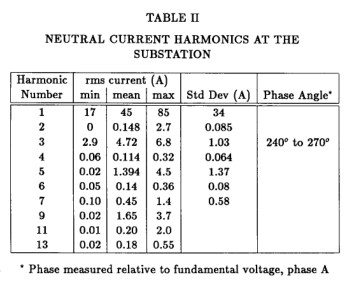 TABLE II
NEUTRAL CURRENT HARMONICS AT THE
SUBSTATION
Harmonic rms current (A)
Number min mean max Std Dev (A) Phase Angle*
1 17 45 85 34
2 0 0.148 2.7 0.085
3 2.9 4.72 6.8 1.03 240° to 270°
4 0.06 0.114 0.32 0.064
5 0.02 1.394 4.5 1.37
6 0.05 0.14 0.36 0.08
7 0.10 0.45 1.4 0.58
9 0.02 1.65 3.7
11 0.01 0.20 2.0
13 0.02 0.18 0.55
* Phase measured relative to fundamental voltage, phase A